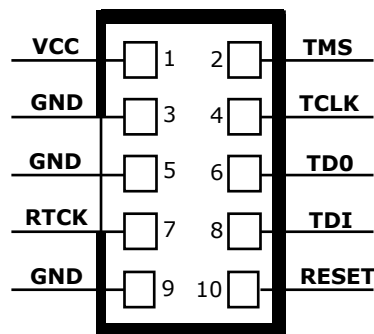 VCC 1 2 TMS
GND 3 4 TCLK
GND 5 6 TD0
RTCK 7 8 TDI
GND 9 10 RESET